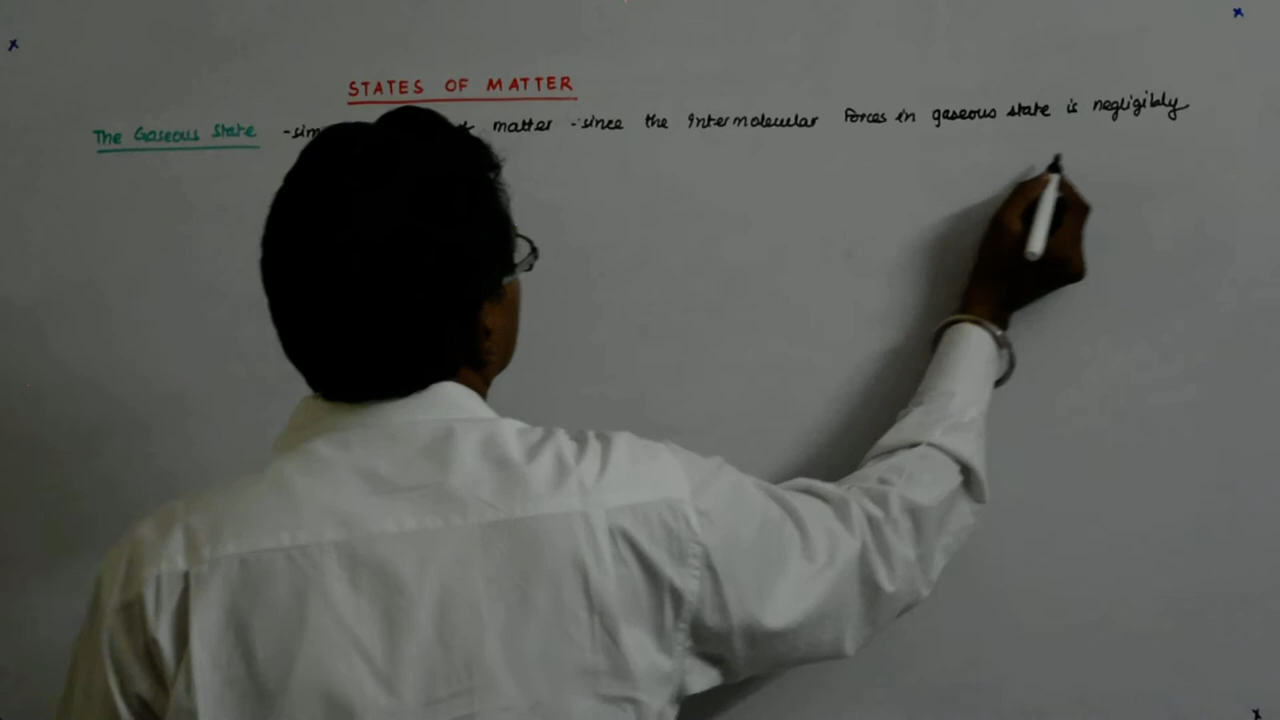 STATES OF MATTER
The Gaseous State - matter - since the Intermolecular Forces in gaseous state is negligibly